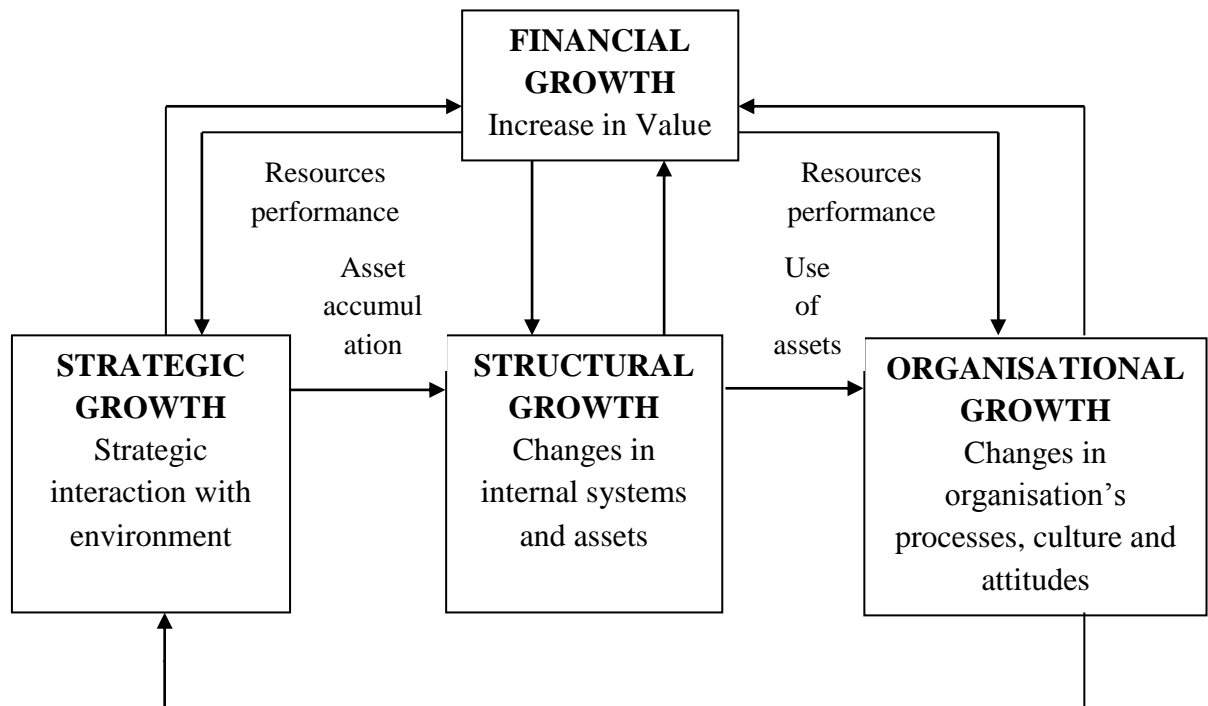 FINANCIAL
GROWTH
Increase in Value
Resources
performance
Resources
performance
Asset
accumul
ation
Use
of
assets
STRATEGIC
GROWTH
Strategic
interaction with
environment
STRUCTURAL
GROWTH
Changes in
internal systems
and assets
ORGANISATIONAL
GROWTH
Changes in
organisation’s
processes, culture and
attitudes